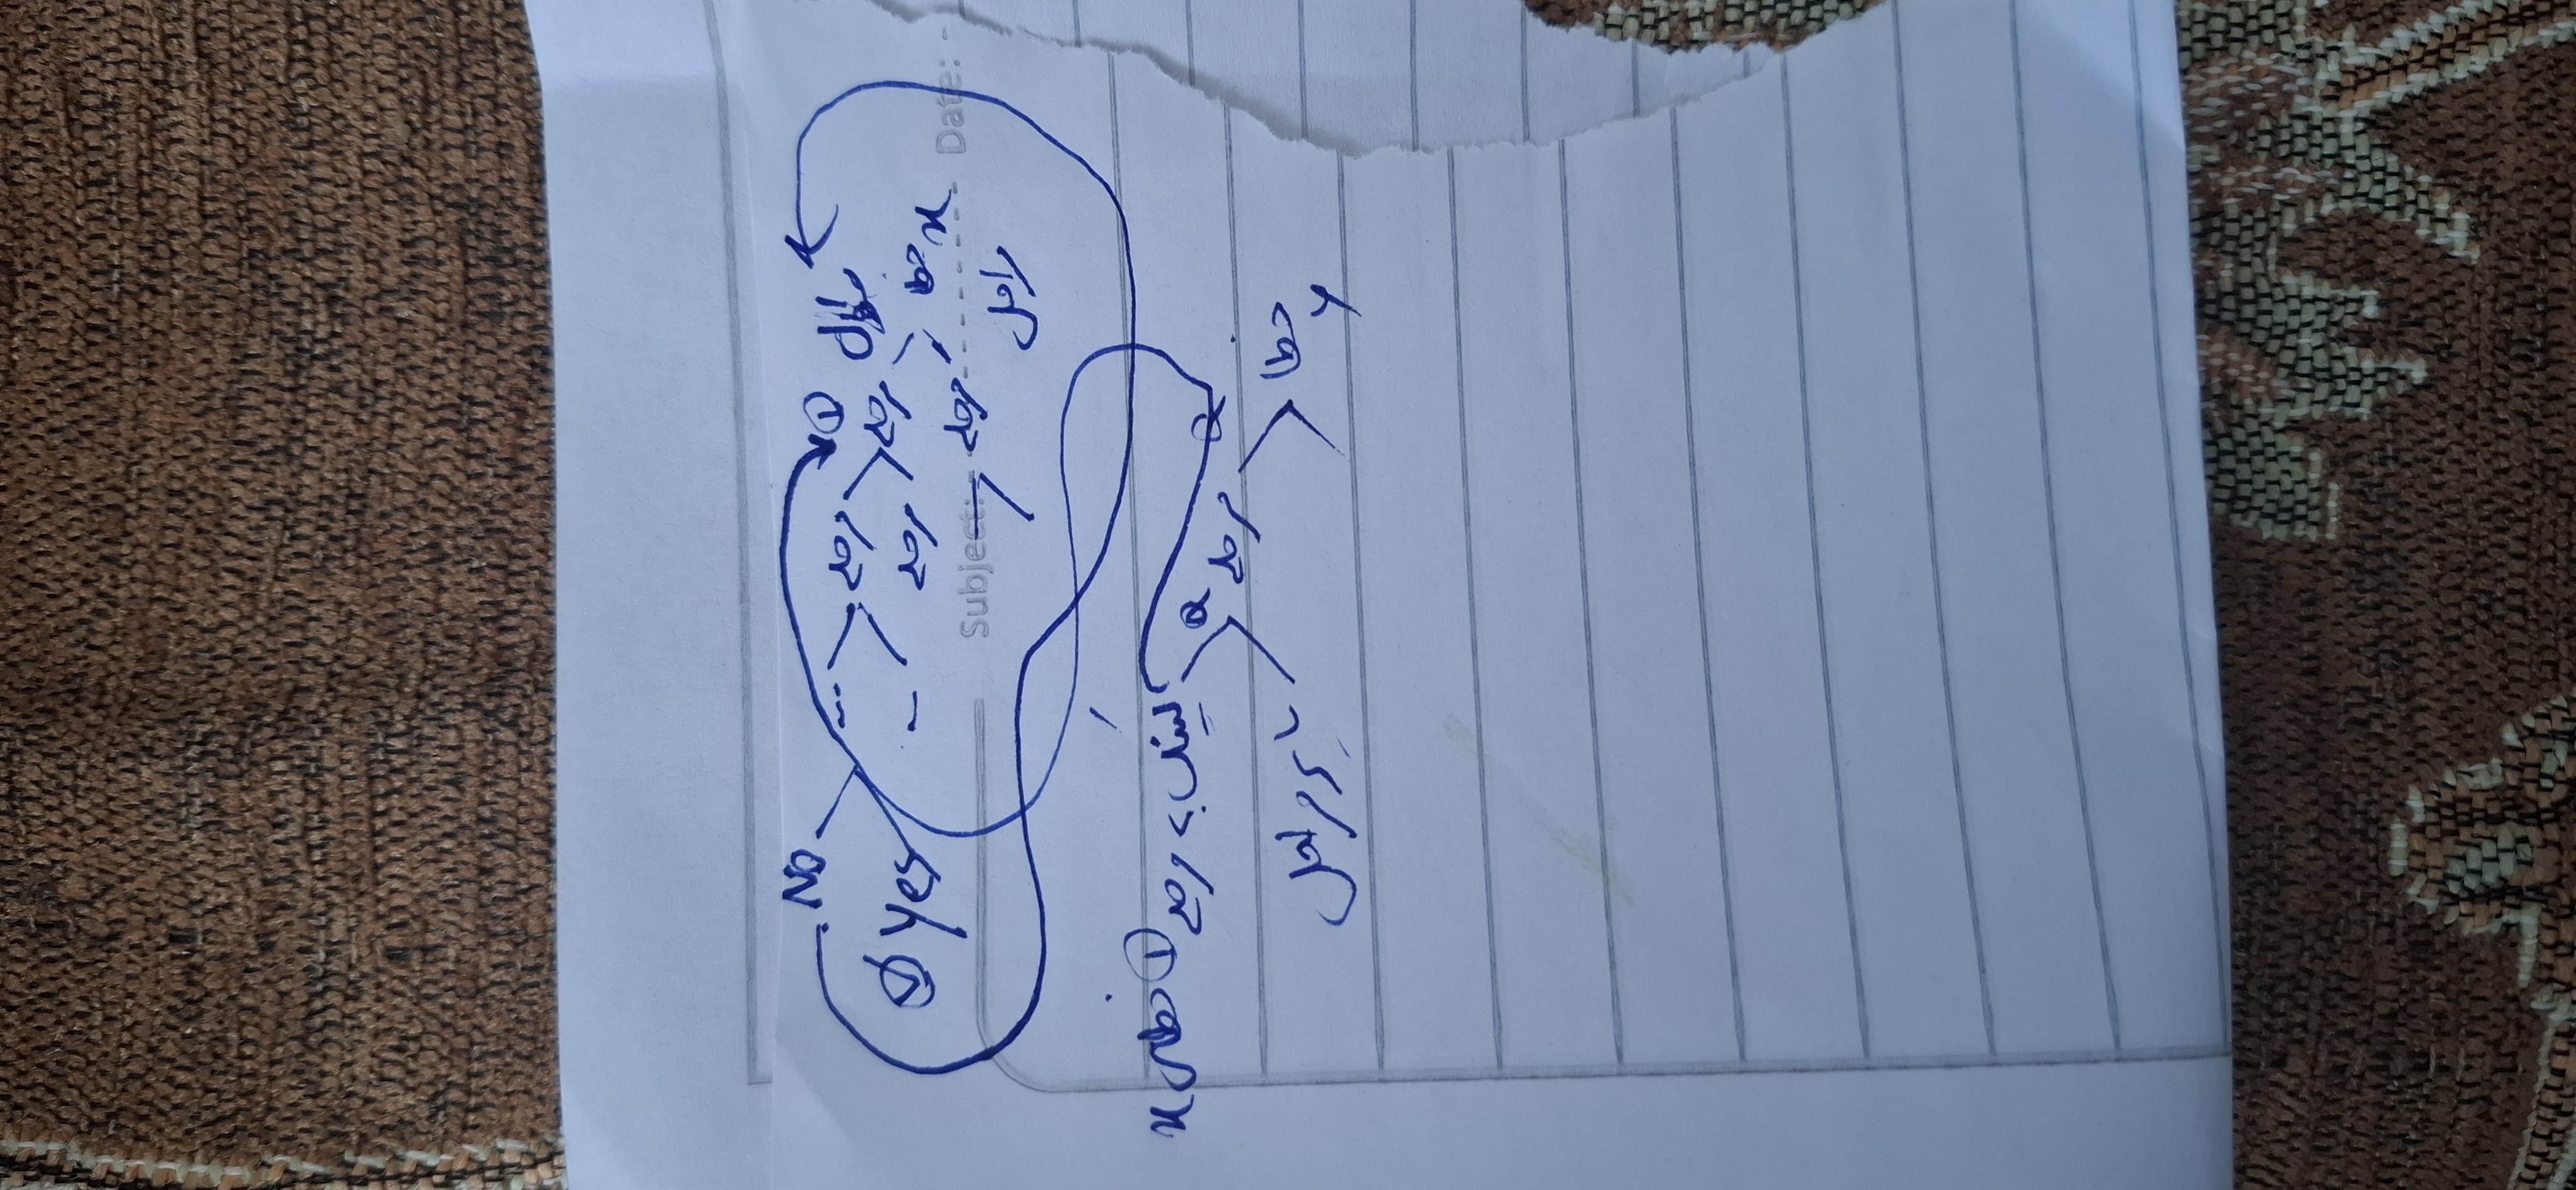 No
① سوال
... مرحله مرحله
Yes
- مرحله خطا x
Subject: مرحله Date:
مراحل
لینک به مرحله ① خطای x
a مرحله a
سایر مراحل خطا
y